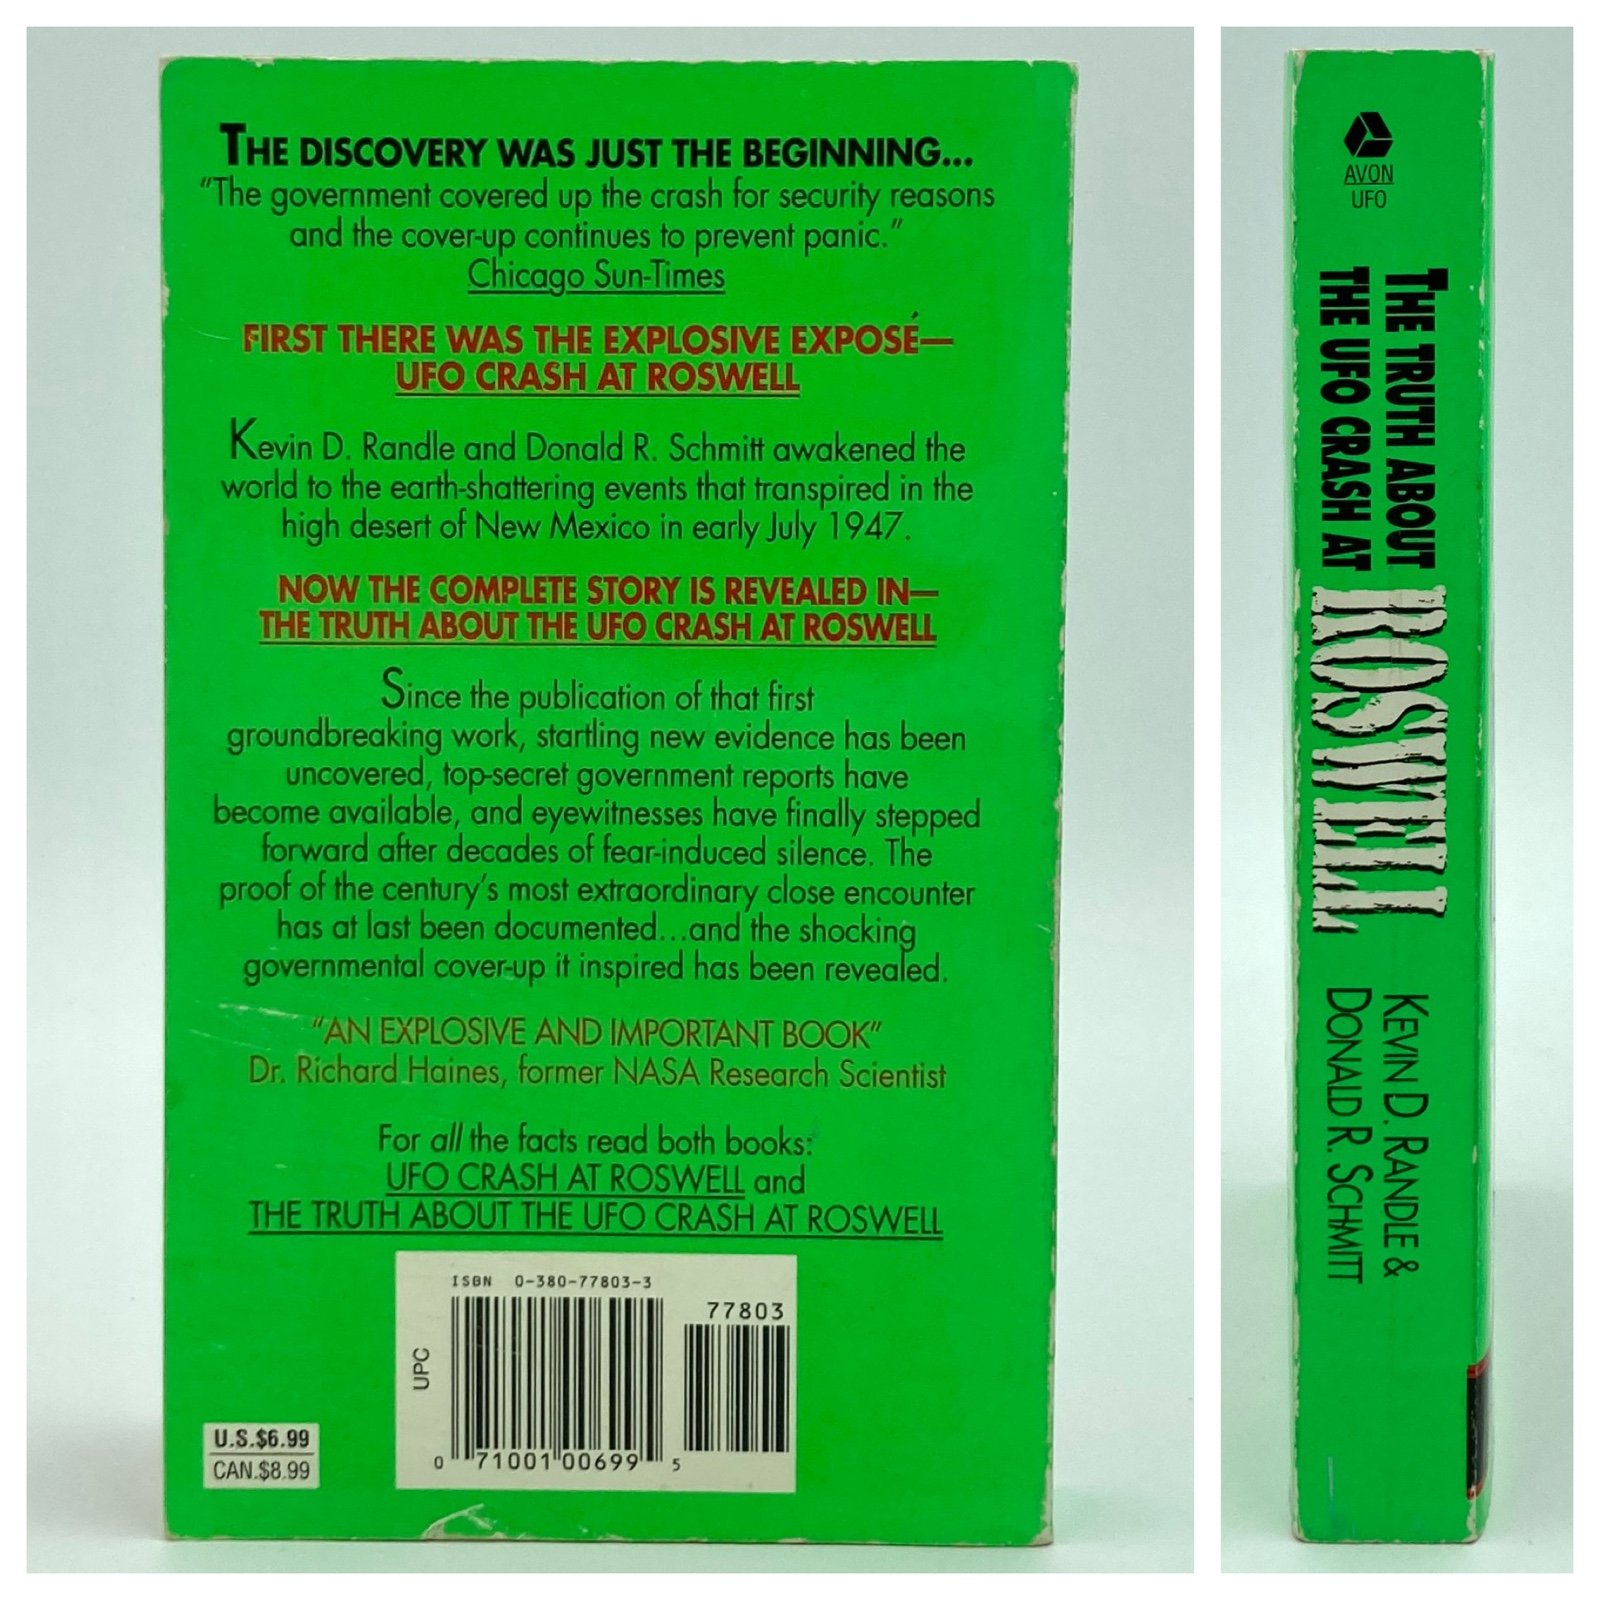 THE DISCOVERY WAS JUST THE BEGINNING...
"The government covered up the crash for security reasons
and the cover-up continues to prevent panic."
Chicago Sun-Times
FIRST THERE WAS THE EXPLOSIVE EXPOSÉ—
UFO CRASH AT ROSWELL
Kevin D. Randle and Donald R. Schmitt awakened the
world to the earth-shattering events that transpired in the
high desert of New Mexico in early July 1947.
NOW THE COMPLETE STORY IS REVEALED IN—
THE TRUTH ABOUT THE UFO CRASH AT ROSWELL
Since the publication of that first
groundbreaking work, startling new evidence has been
uncovered, top-secret government reports have
become available, and eyewitnesses have finally stepped
forward after decades of fear-induced silence. The
proof of the century's most extraordinary close encounter
has at last been documented...and the shocking
governmental cover-up it inspired has been revealed.
"AN EXPLOSIVE AND IMPORTANT BOOK"
Dr. Richard Haines, former NASA Research Scientist
For all the facts read both books:
UFO CRASH AT ROSWELL and
THE TRUTH ABOUT THE UFO CRASH AT ROSWELL
ISBN 0-380-77803-3
77803
UPC
0 71001 00699 5
U.S.$6.99
CAN.$8.99
AVON
UFO
THE TRUTH ABOUT
THE UFO CRASH AT
ROSWELL
KEVIN D. RANDLE &
DONALD R. SCHMITT